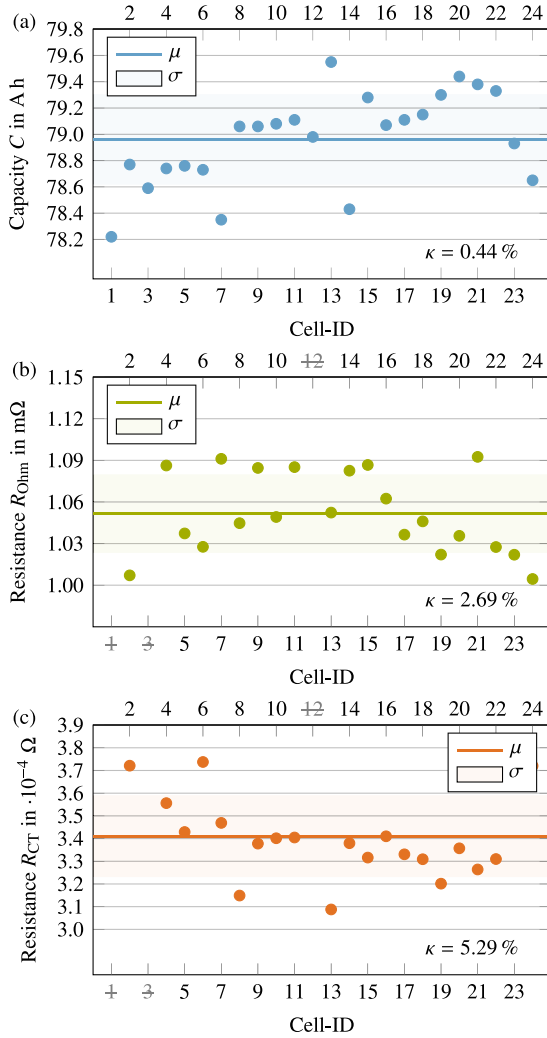 (a)
2 4 6 8 10 12 14 16 18 20 22 24
79.8
79.6
79.4
79.2
79.0
78.8
78.6
78.4
78.2
Capacity C in A h
μ
σ
κ = 0.44 %
1 3 5 7 9 11 13 15 17 19 21 23
Cell-ID
(b)
2 4 6 8 10 12 14 16 18 20 22 24
1.15
1.12
1.09
1.06
1.03
1.00
Resistance R_Ohm in mΩ
μ
σ
κ = 2.69 %
1 3 5 7 9 11 13 15 17 19 21 23
Cell-ID
(c)
2 4 6 8 10 12 14 16 18 20 22 24
3.9
3.8
3.7
3.6
3.5
3.4
3.3
3.2
3.1
3.0
Resistance R_CT in ·10⁻⁴ Ω
μ
σ
κ = 5.29 %
1 3 5 7 9 11 13 15 17 19 21 23
Cell-ID